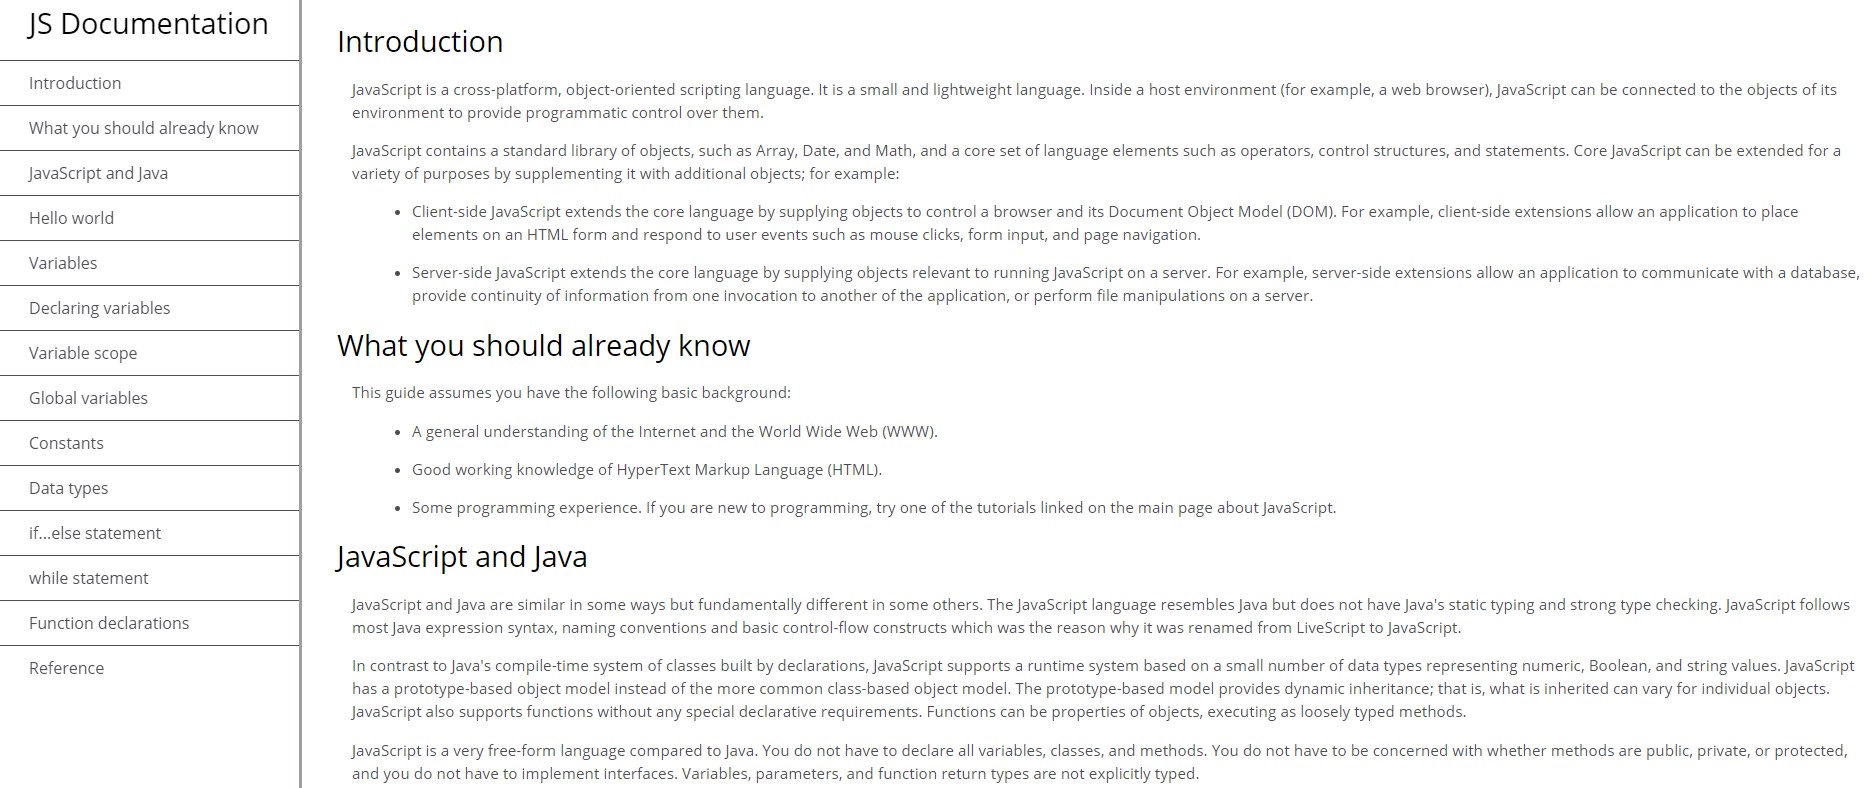 JS Documentation
Introduction
What you should already know
JavaScript and Java
Hello world
Variables
Declaring variables
Variable scope
Global variables
Constants
Data types
if...else statement
while statement
Function declarations
Reference
Introduction
JavaScript is a cross-platform, object-oriented scripting language. It is a small and lightweight language. Inside a host environment (for example, a web browser), JavaScript can be connected to the objects of its
environment to provide programmatic control over them.
JavaScript contains a standard library of objects, such as Array, Date, and Math, and a core set of language elements such as operators, control structures, and statements. Core JavaScript can be extended for a
variety of purposes by supplementing it with additional objects; for example:
• Client-side JavaScript extends the core language by supplying objects to control a browser and its Document Object Model (DOM). For example, client-side extensions allow an application to place
elements on an HTML form and respond to user events such as mouse clicks, form input, and page navigation.
• Server-side JavaScript extends the core language by supplying objects relevant to running JavaScript on a server. For example, server-side extensions allow an application to communicate with a database,
provide continuity of information from one invocation to another of the application, or perform file manipulations on a server.
What you should already know
This guide assumes you have the following basic background:
• A general understanding of the Internet and the World Wide Web (WWW).
• Good working knowledge of HyperText Markup Language (HTML).
• Some programming experience. If you are new to programming, try one of the tutorials linked on the main page about JavaScript.
JavaScript and Java
JavaScript and Java are similar in some ways but fundamentally different in some others. The JavaScript language resembles Java but does not have Java's static typing and strong type checking. JavaScript follows
most Java expression syntax, naming conventions and basic control-flow constructs which was the reason why it was renamed from LiveScript to JavaScript.
In contrast to Java's compile-time system of classes built by declarations, JavaScript supports a runtime system based on a small number of data types representing numeric, Boolean, and string values. JavaScript
has a prototype-based object model instead of the more common class-based object model. The prototype-based model provides dynamic inheritance; that is, what is inherited can vary for individual objects.
JavaScript also supports functions without any special declarative requirements. Functions can be properties of objects, executing as loosely typed methods.
JavaScript is a very free-form language compared to Java. You do not have to declare all variables, classes, and methods. You do not have to be concerned with whether methods are public, private, or protected,
and you do not have to implement interfaces. Variables, parameters, and function return types are not explicitly typed.